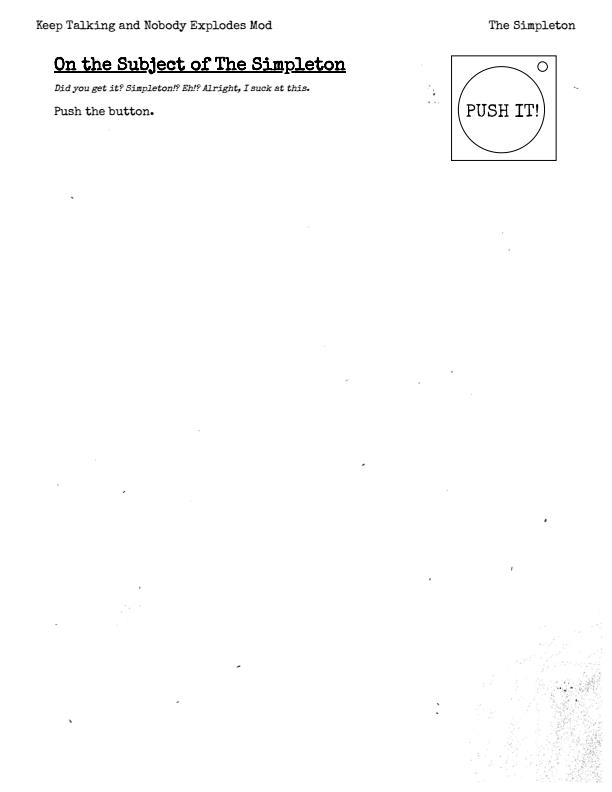 Keep Talking and Nobody Explodes Mod
The Simpleton
On the Subject of The Simpleton
Did you get it? Simpleton!? Eh!? Alright, I suck at this.
Push the button.
PUSH IT!